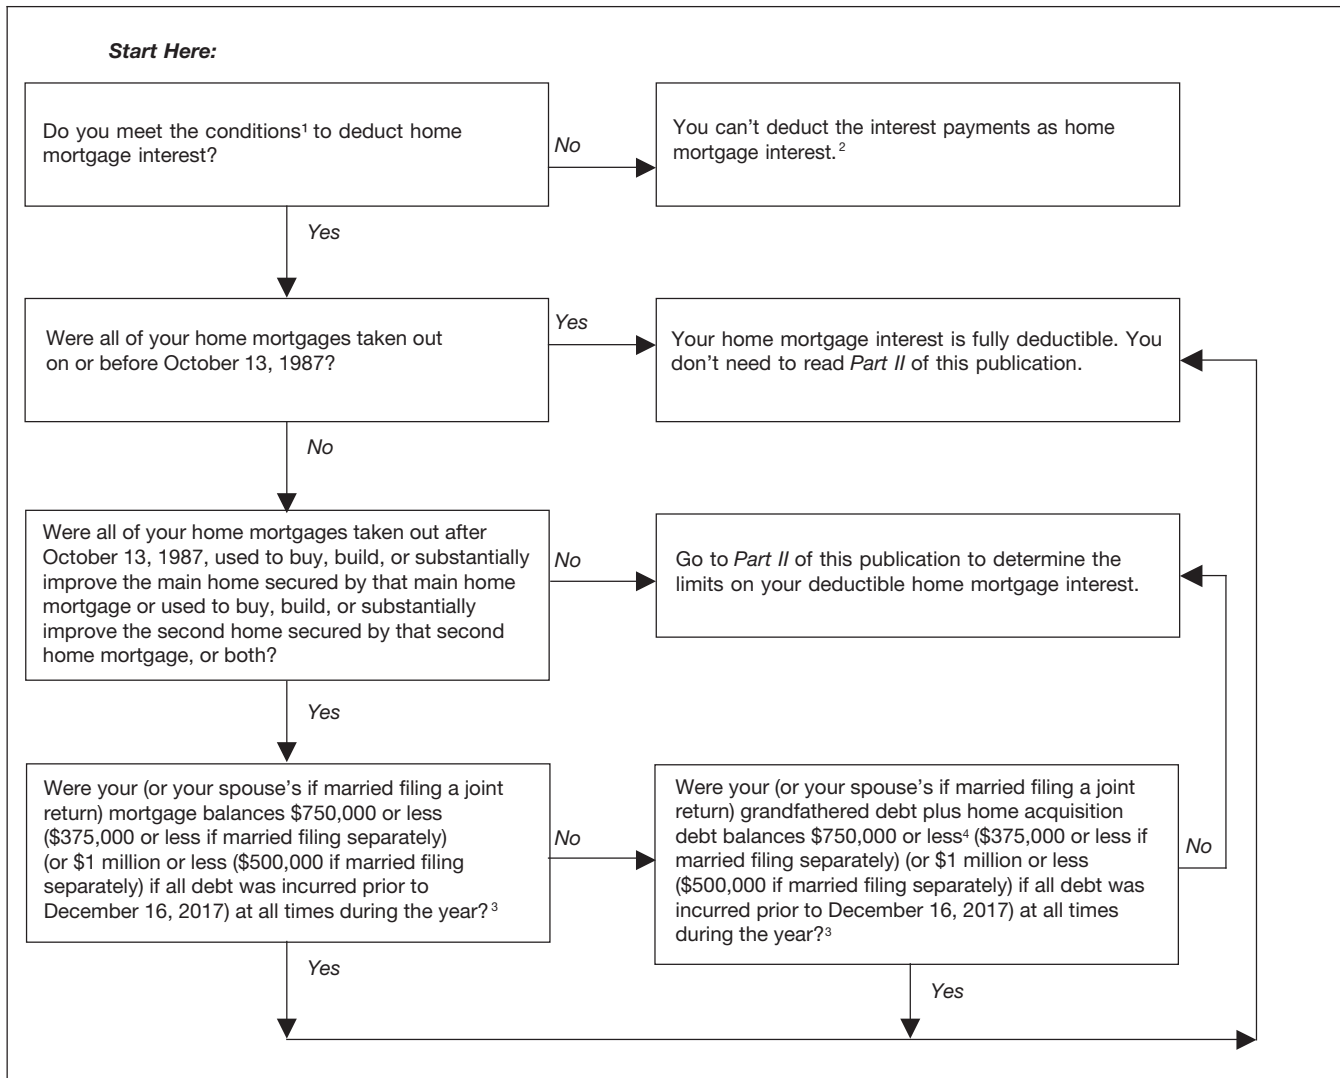 Start Here:
Do you meet the conditions¹ to deduct home
mortgage interest?
No
You can't deduct the interest payments as home
mortgage interest.²
Yes
Were all of your home mortgages taken out
on or before October 13, 1987?
Yes
Your home mortgage interest is fully deductible. You
don't need to read Part II of this publication.
No
Were all of your home mortgages taken out after
October 13, 1987, used to buy, build, or substantially
improve the main home secured by that main home
mortgage or used to buy, build, or substantially
improve the second home secured by that second
home mortgage, or both?
No
Go to Part II of this publication to determine the
limits on your deductible home mortgage interest.
Yes
Were your (or your spouse's if married filing a joint
return) mortgage balances $750,000 or less
($375,000 or less if married filing separately)
(or $1 million or less ($500,000 if married filing
separately) if all debt was incurred prior to
December 16, 2017) at all times during the year?³
No
Were your (or your spouse's if married filing a joint
return) grandfathered debt plus home acquisition
debt balances $750,000 or less⁴ ($375,000 or less if
married filing separately) (or $1 million or less
($500,000 if married filing separately) if all debt was
incurred prior to December 16, 2017) at all times
during the year?³
No
Yes
Yes